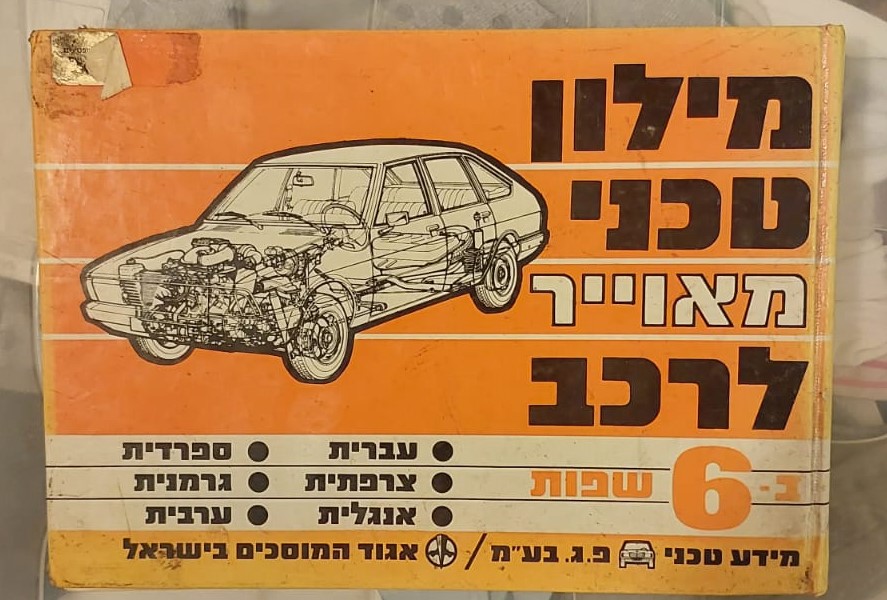 מילון
טכני
מאוייר
לרכב
ב-6 שפות
● עברית ● ספרדית
● צרפתית ● גרמנית
● אנגלית ● ערבית
מידע טכני פ.ג. בע"מ / אגוד המוסכים בישראל